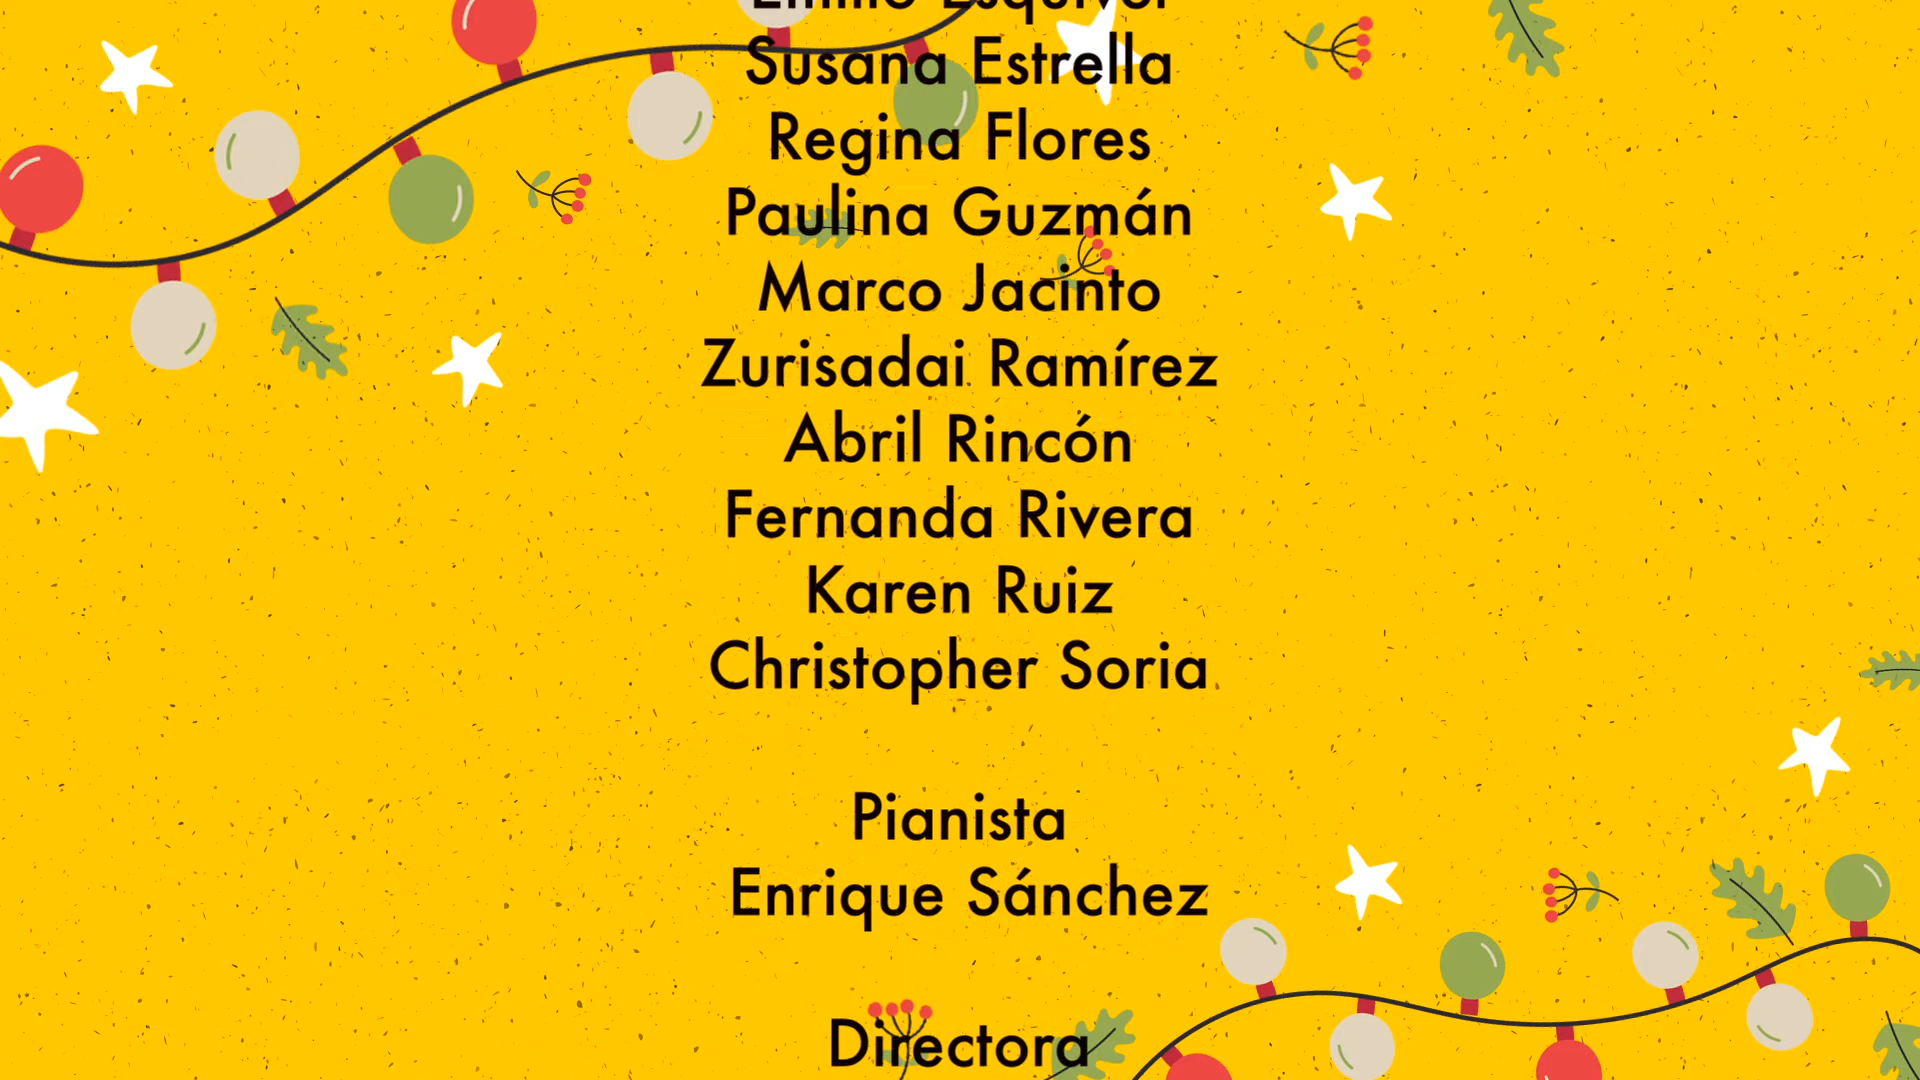 Susana Estrella
Regina Flores
Paulina Guzmán
Marco Jacinto
Zurisadai Ramírez
Abril Rincón
Fernanda Rivera
Karen Ruiz
Christopher Soria
Pianista
Enrique Sánchez
Directora